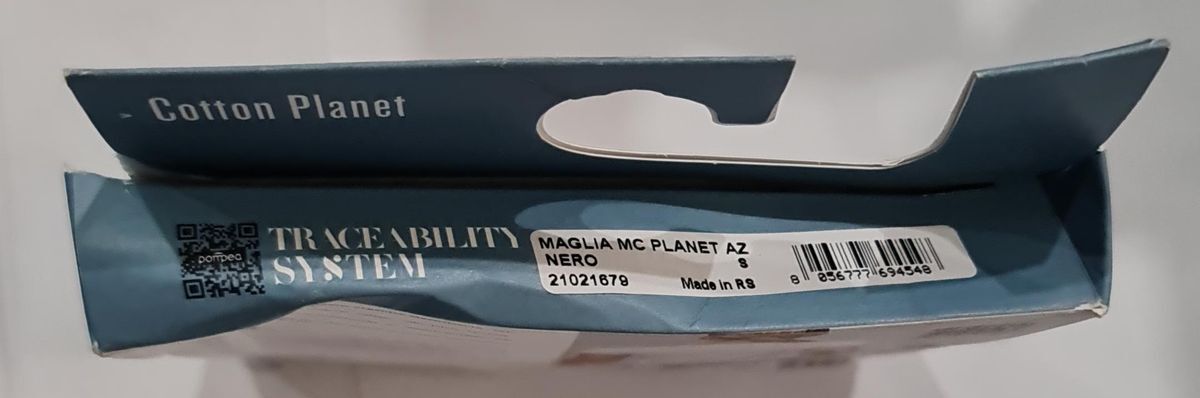 Cotton Planet
pompea
TRACEABILITY
SYSTEM
MAGLIA MC PLANET AZ
NERO S
21021679 Made in RS
8 056777 694548